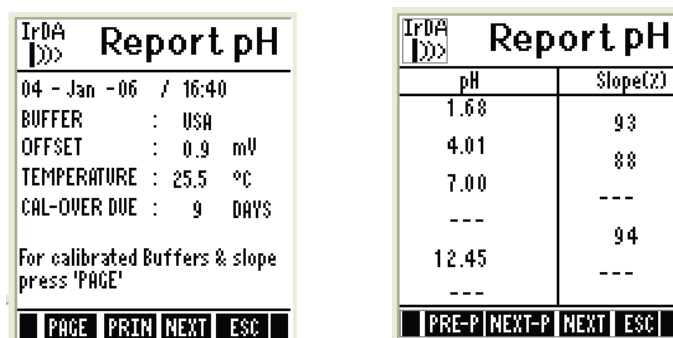 IrDA
Report pH
04 - Jan -06 / 16:40
BUFFER : USA
OFFSET : 0.9 mV
TEMPERATURE : 25.5 °C
CAL-OVER DUE : 9 DAYS
For calibrated Buffers & slope
press 'PAGE'
PAGE PRIN NEXT ESC
IrDA
Report pH
pH Slope(%)
1.68
93
4.01
88
7.00
---
---
94
12.45
---
---
PRE-P NEXT-P NEXT ESC